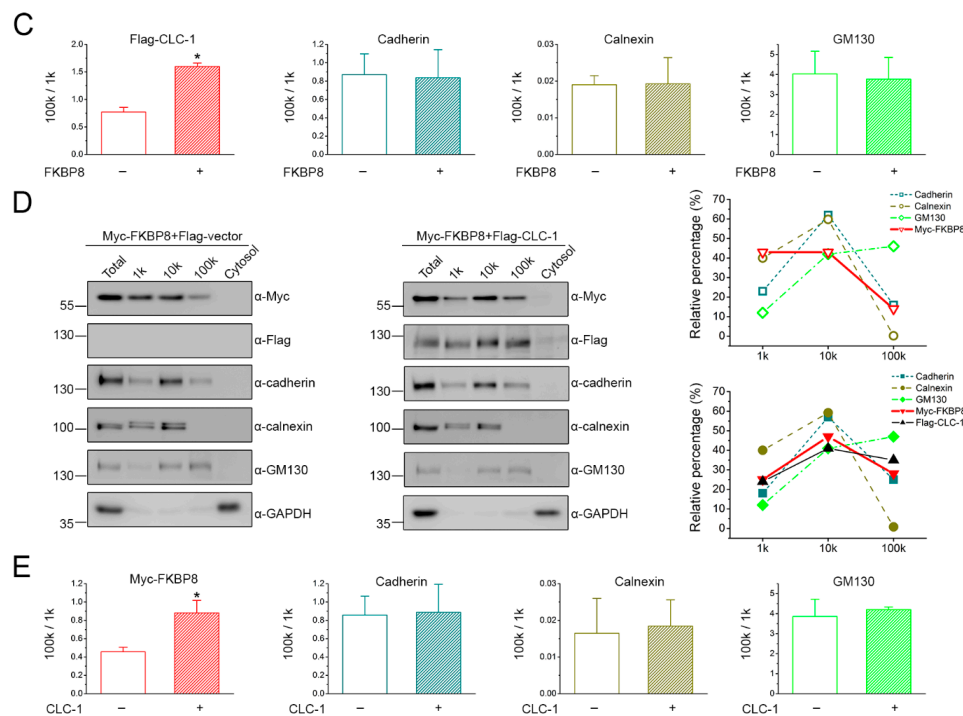 C
Flag-CLC-1
Cadherin
Calnexin
GM130
100k / 1k
2.0
1.5
1.0
0.5
0.0
*
100k / 1k
1.2
1.0
0.8
0.6
0.4
0.2
0.0
100k / 1k
0.03
0.02
0.01
0.00
100k / 1k
5
4
3
2
1
0
FKBP8 – +
FKBP8 – +
FKBP8 – +
FKBP8 – +
D
Myc-FKBP8+Flag-vector
Total 1k 10k 100k Cytosol
55 α-Myc
130 α-Flag
130 α-cadherin
100 α-calnexin
130 α-GM130
35 α-GAPDH
Myc-FKBP8+Flag-CLC-1
Total 1k 10k 100k Cytosol
55 α-Myc
130 α-Flag
130 α-cadherin
100 α-calnexin
130 α-GM130
35 α-GAPDH
Cadherin
Calnexin
GM130
Myc-FKBP8
Relative percentage (%)
70
60
50
40
30
20
10
0
1k 10k 100k
Cadherin
Calnexin
GM130
Myc-FKBP8
Flag-CLC-1
Relative percentage (%)
70
60
50
40
30
20
10
0
1k 10k 100k
E
Myc-FKBP8
Cadherin
Calnexin
GM130
100k / 1k
1.2
1.0
0.8
0.6
0.4
0.2
0.0
*
100k / 1k
1.2
1.0
0.8
0.6
0.4
0.2
0.0
100k / 1k
0.03
0.02
0.01
0.00
100k / 1k
5
4
3
2
1
0
CLC-1 – +
CLC-1 – +
CLC-1 – +
CLC-1 – +